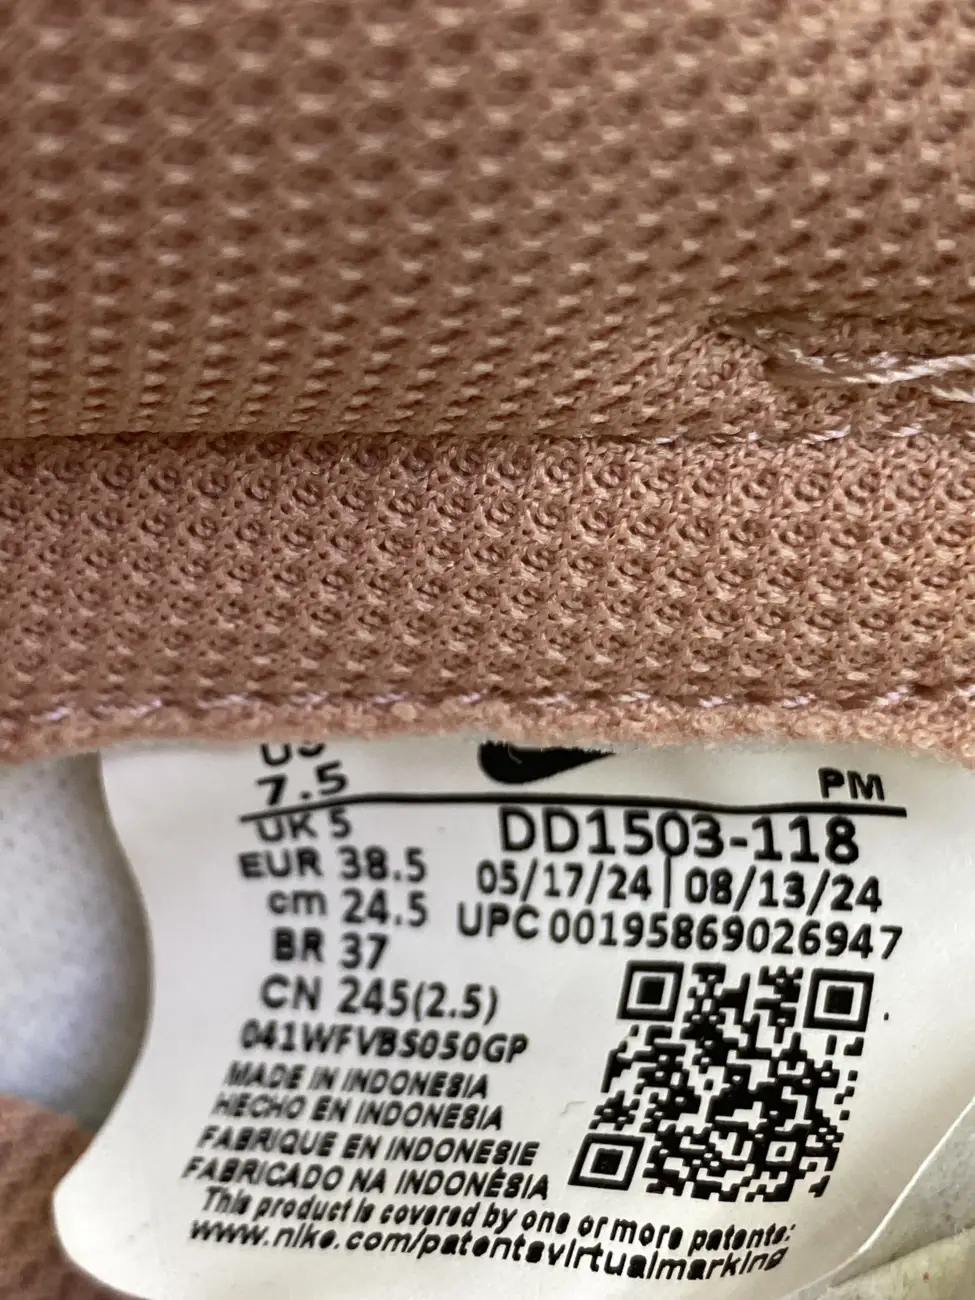 US
7.5
PM
UK 5
DD1503-118
EUR 38.5
05/17/24 | 08/13/24
cm 24.5
UPC 00195869026947
BR 37
CN 245(2.5)
041WFVBS050GP
MADE IN INDONESIA
HECHO EN INDONESIA
FABRIQUE EN INDONESIE
FABRICADO NA INDONÉSIA
This product is covered by one or more patents:
www.nike.com/patentsvirtualmarking